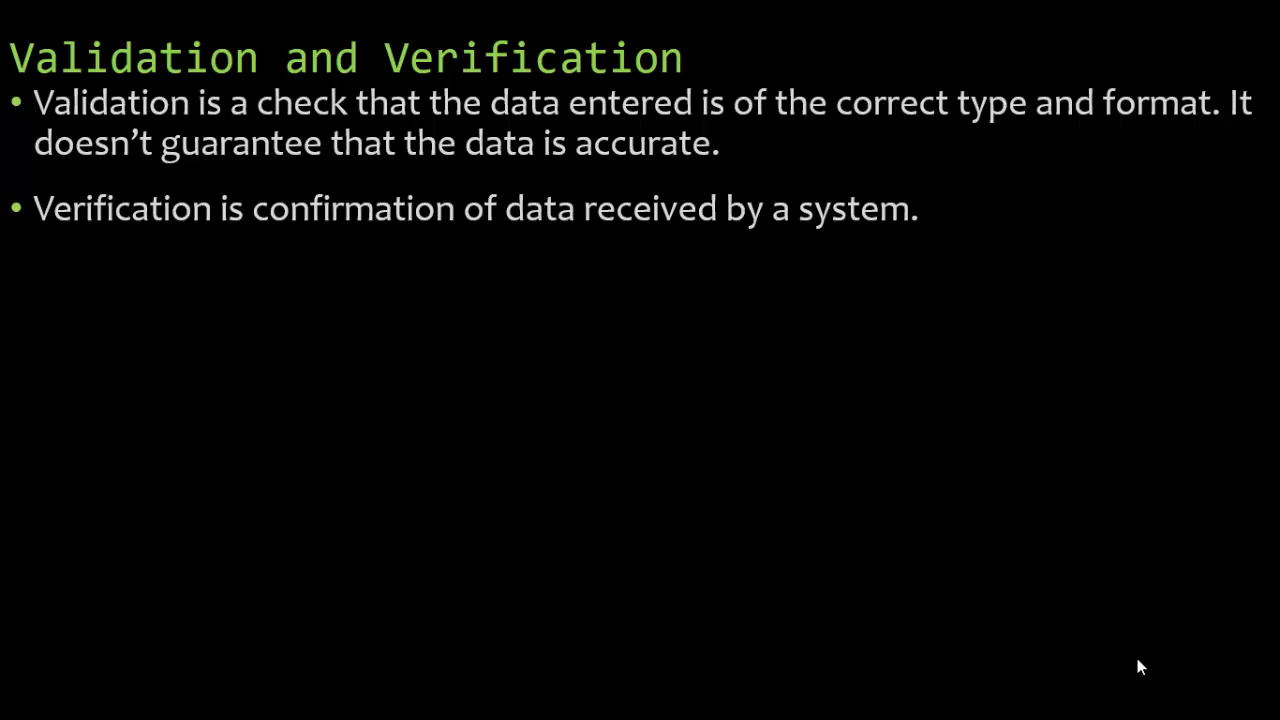 Validation and Verification
• Validation is a check that the data entered is of the correct type and format. It
doesn’t guarantee that the data is accurate.
• Verification is confirmation of data received by a system.